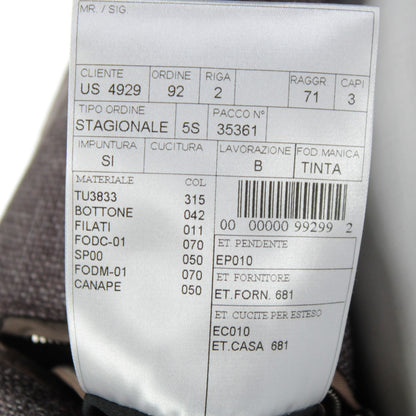 MR. / SIG
CLIENTE ORDINE RIGA RAGGR CAPI
US 4929 92 2 71 3
TIPO ORDINE PACCO N°
STAGIONALE 5S 35361
IMPUNTURA CUCITURA LAVORAZIONE FOD MANICA
SI B TINTA
MATERIALE COL
TU3833 315
BOTTONE 042
FILATI 011
FODC-01 070
SP00 050
FODM-01 070
CANAPE 050
00 00000 99299 2
ET. PENDENTE
EP010
ET. FORNITORE
ET.FORN. 681
ET. CUCITE PER ESTESO
EC010
ET.CASA 681